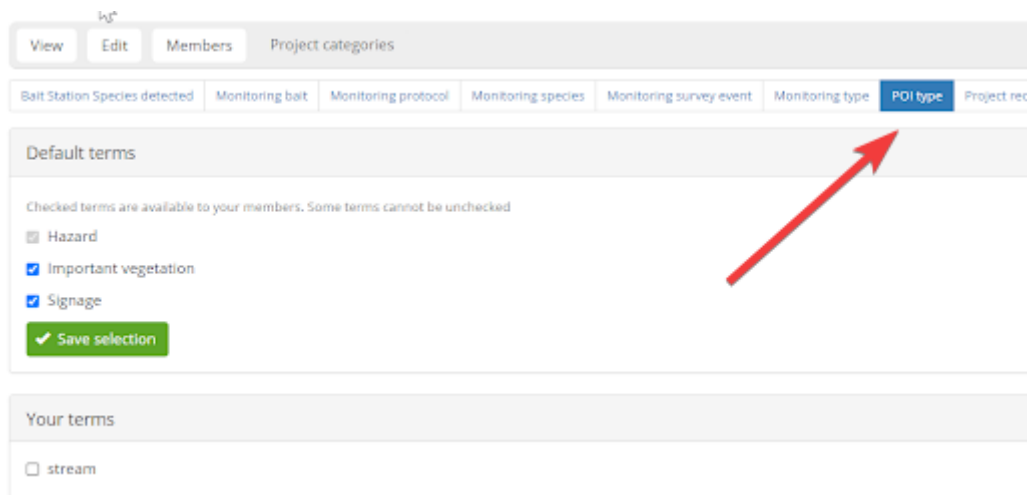 View Edit Members Project categories
Bait Station Species detected Monitoring bait Monitoring protocol Monitoring species Monitoring survey event Monitoring type POI type Project rec
Default terms
Checked terms are available to your members. Some terms cannot be unchecked
Hazard
Important vegetation
Signage
Save selection
Your terms
stream